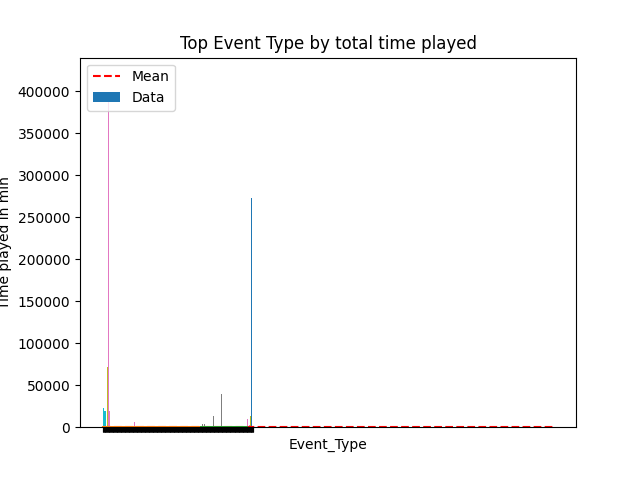 Top Event Type by total time played
Mean
Data
400000
350000
300000
250000
200000
150000
100000
50000
0
Time played in min
Event_Type